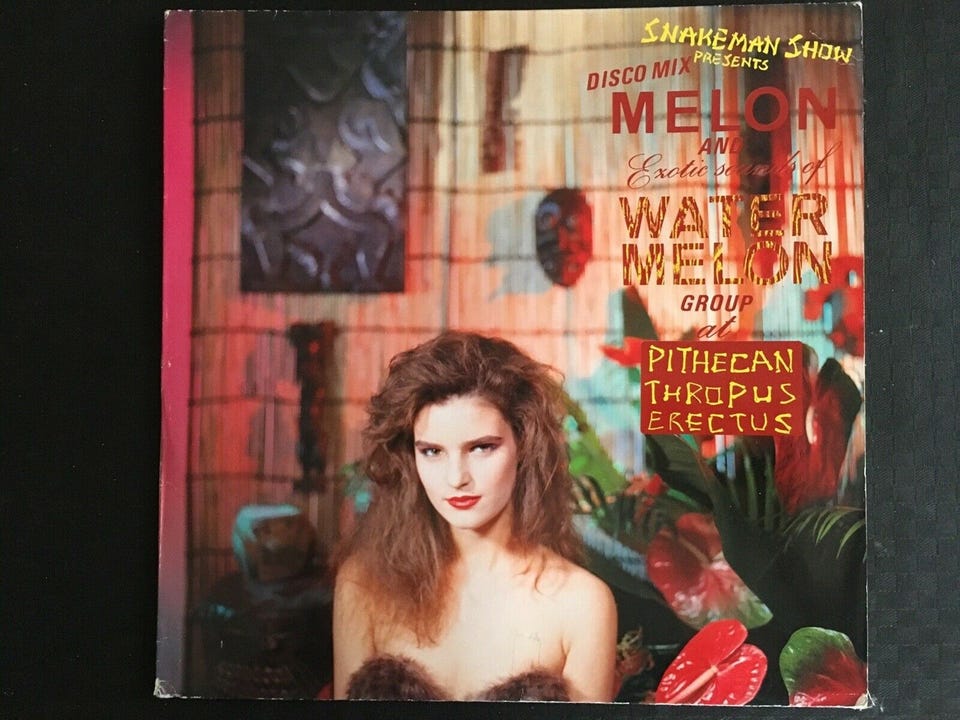 SNAKEMAN SHOW
PRESENTS
DISCO MIX
MELON
AND
Exotic sounds of
WATER
MELON
GROUP
at
PITHECAN
THROPUS
ERECTUS